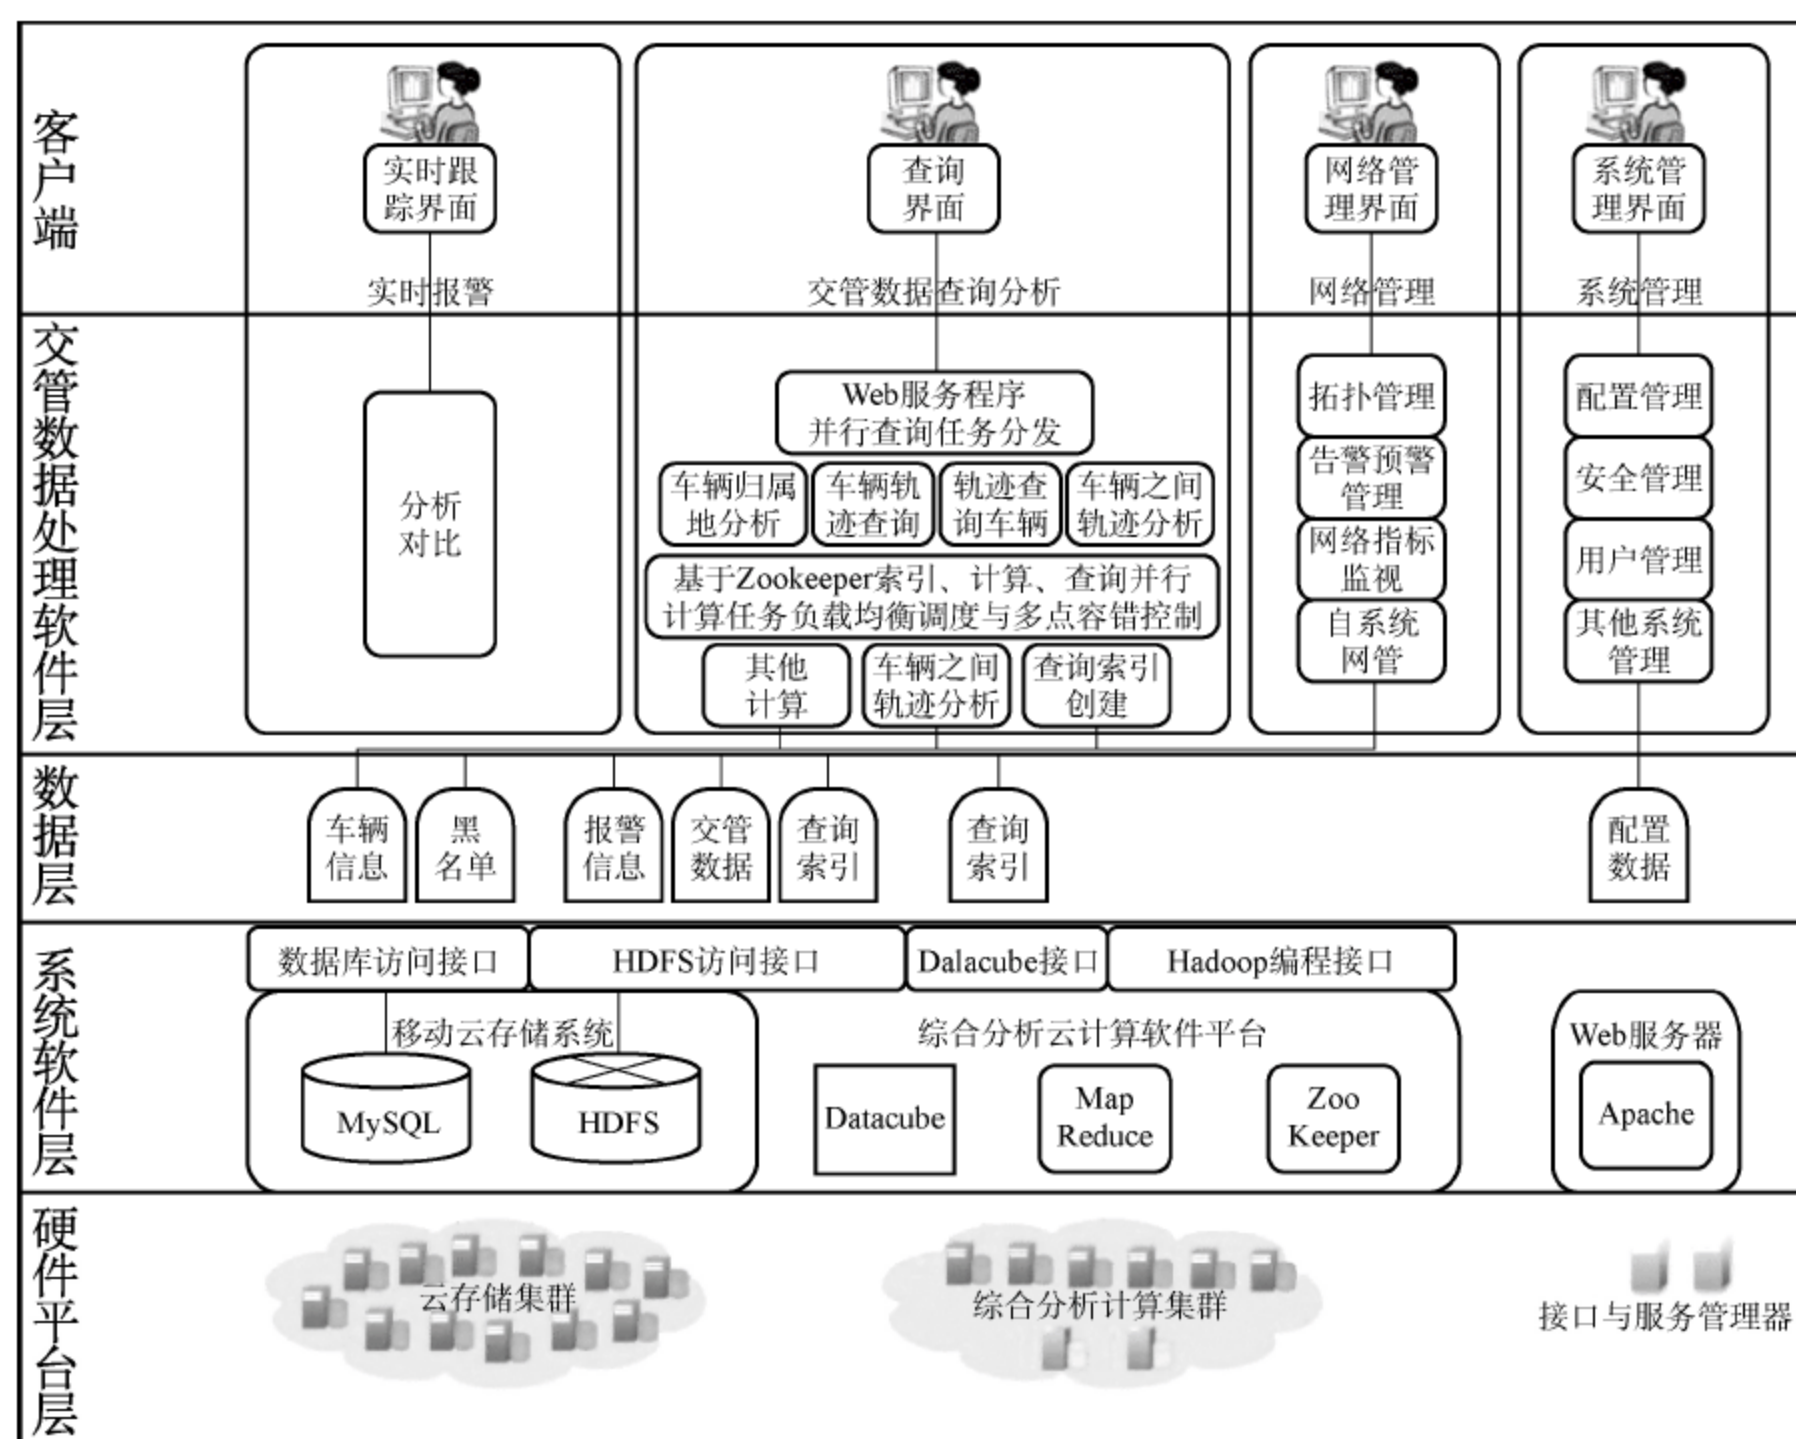 客户端
实时跟
踪界面
实时报警
查询
界面
交管数据查询分析
网络管
理界面
网络管理
系统管
理界面
系统管理
交管数据处理软件层
分析
对比
Web服务程序
并行查询任务分发
车辆归属
地分析
车辆轨
迹查询
轨迹查
询车辆
车辆之间
轨迹分析
基于Zookeeper索引、计算、查询并行
计算任务负载均衡调度与多点容错控制
其他
计算
车辆之间
轨迹分析
查询索引
创建
拓扑管理
告警预警
管理
网络指标
监视
自系统
网管
配置管理
安全管理
用户管理
其他系统
管理
数据层
车辆
信息
黑
名单
报警
信息
交管
数据
查询
索引
查询
索引
配置
数据
系统软件层
数据库访问接口
HDFS访问接口
Dalacube接口
Hadoop编程接口
移动云存储系统
MySQL
HDFS
综合分析云计算软件平台
Datacube
Map
Reduce
Zoo
Keeper
Web服务器
Apache
硬件平台层
云存储集群
综合分析计算集群
接口与服务管理器